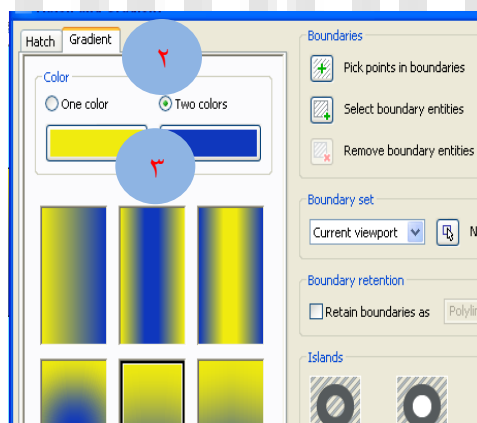 Hatch Gradient
٢
Color
One color Two colors
٣
Boundaries
Pick points in boundaries
Select boundary entities
Remove boundary entities
Boundary set
Current viewport
Boundary retention
Retain boundaries as
Islands